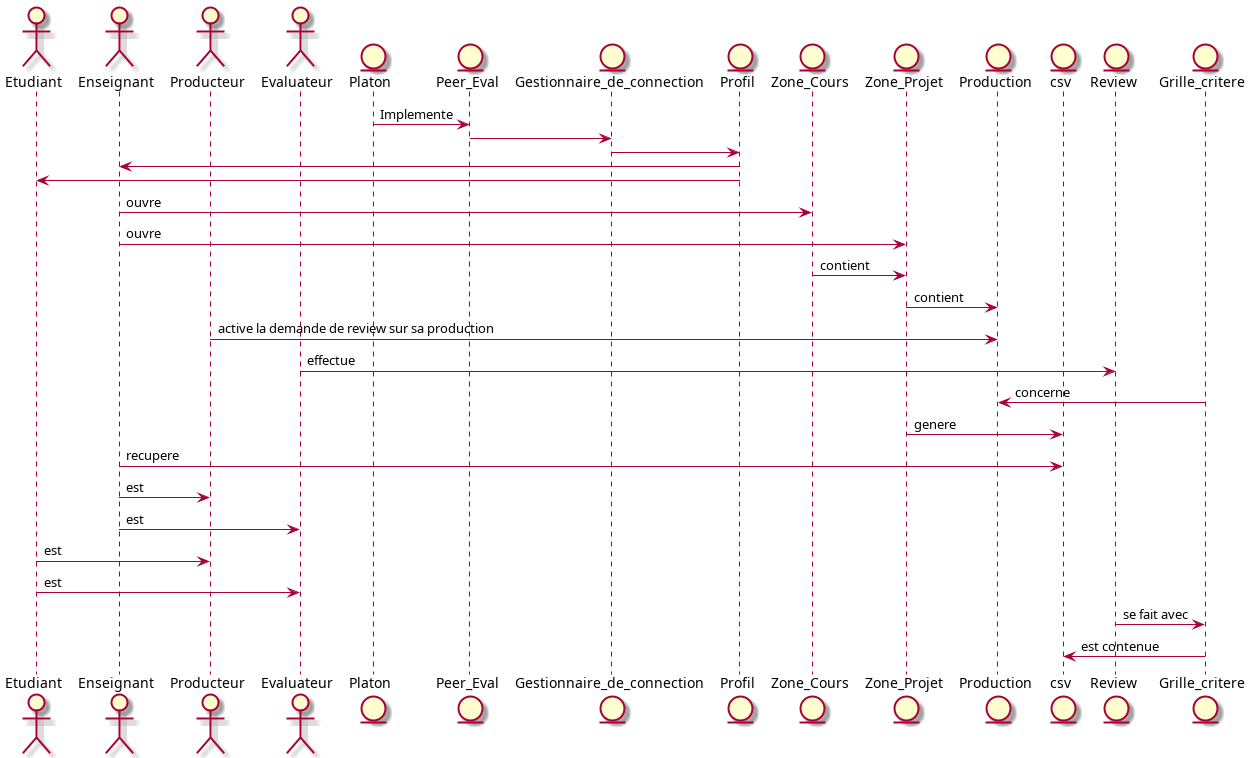 Etudiant Enseignant Producteur Evaluateur Platon Peer_Eval Gestionnaire_de_connection Profil Zone_Cours Zone_Projet Production csv Review Grille_critere
Implemente
ouvre
ouvre
contient
contient
active la demande de review sur sa production
effectue
concerne
genere
recupere
est
est
est
est
se fait avec
est contenue
Etudiant Enseignant Producteur Evaluateur Platon Peer_Eval Gestionnaire_de_connection Profil Zone_Cours Zone_Projet Production csv Review Grille_critere